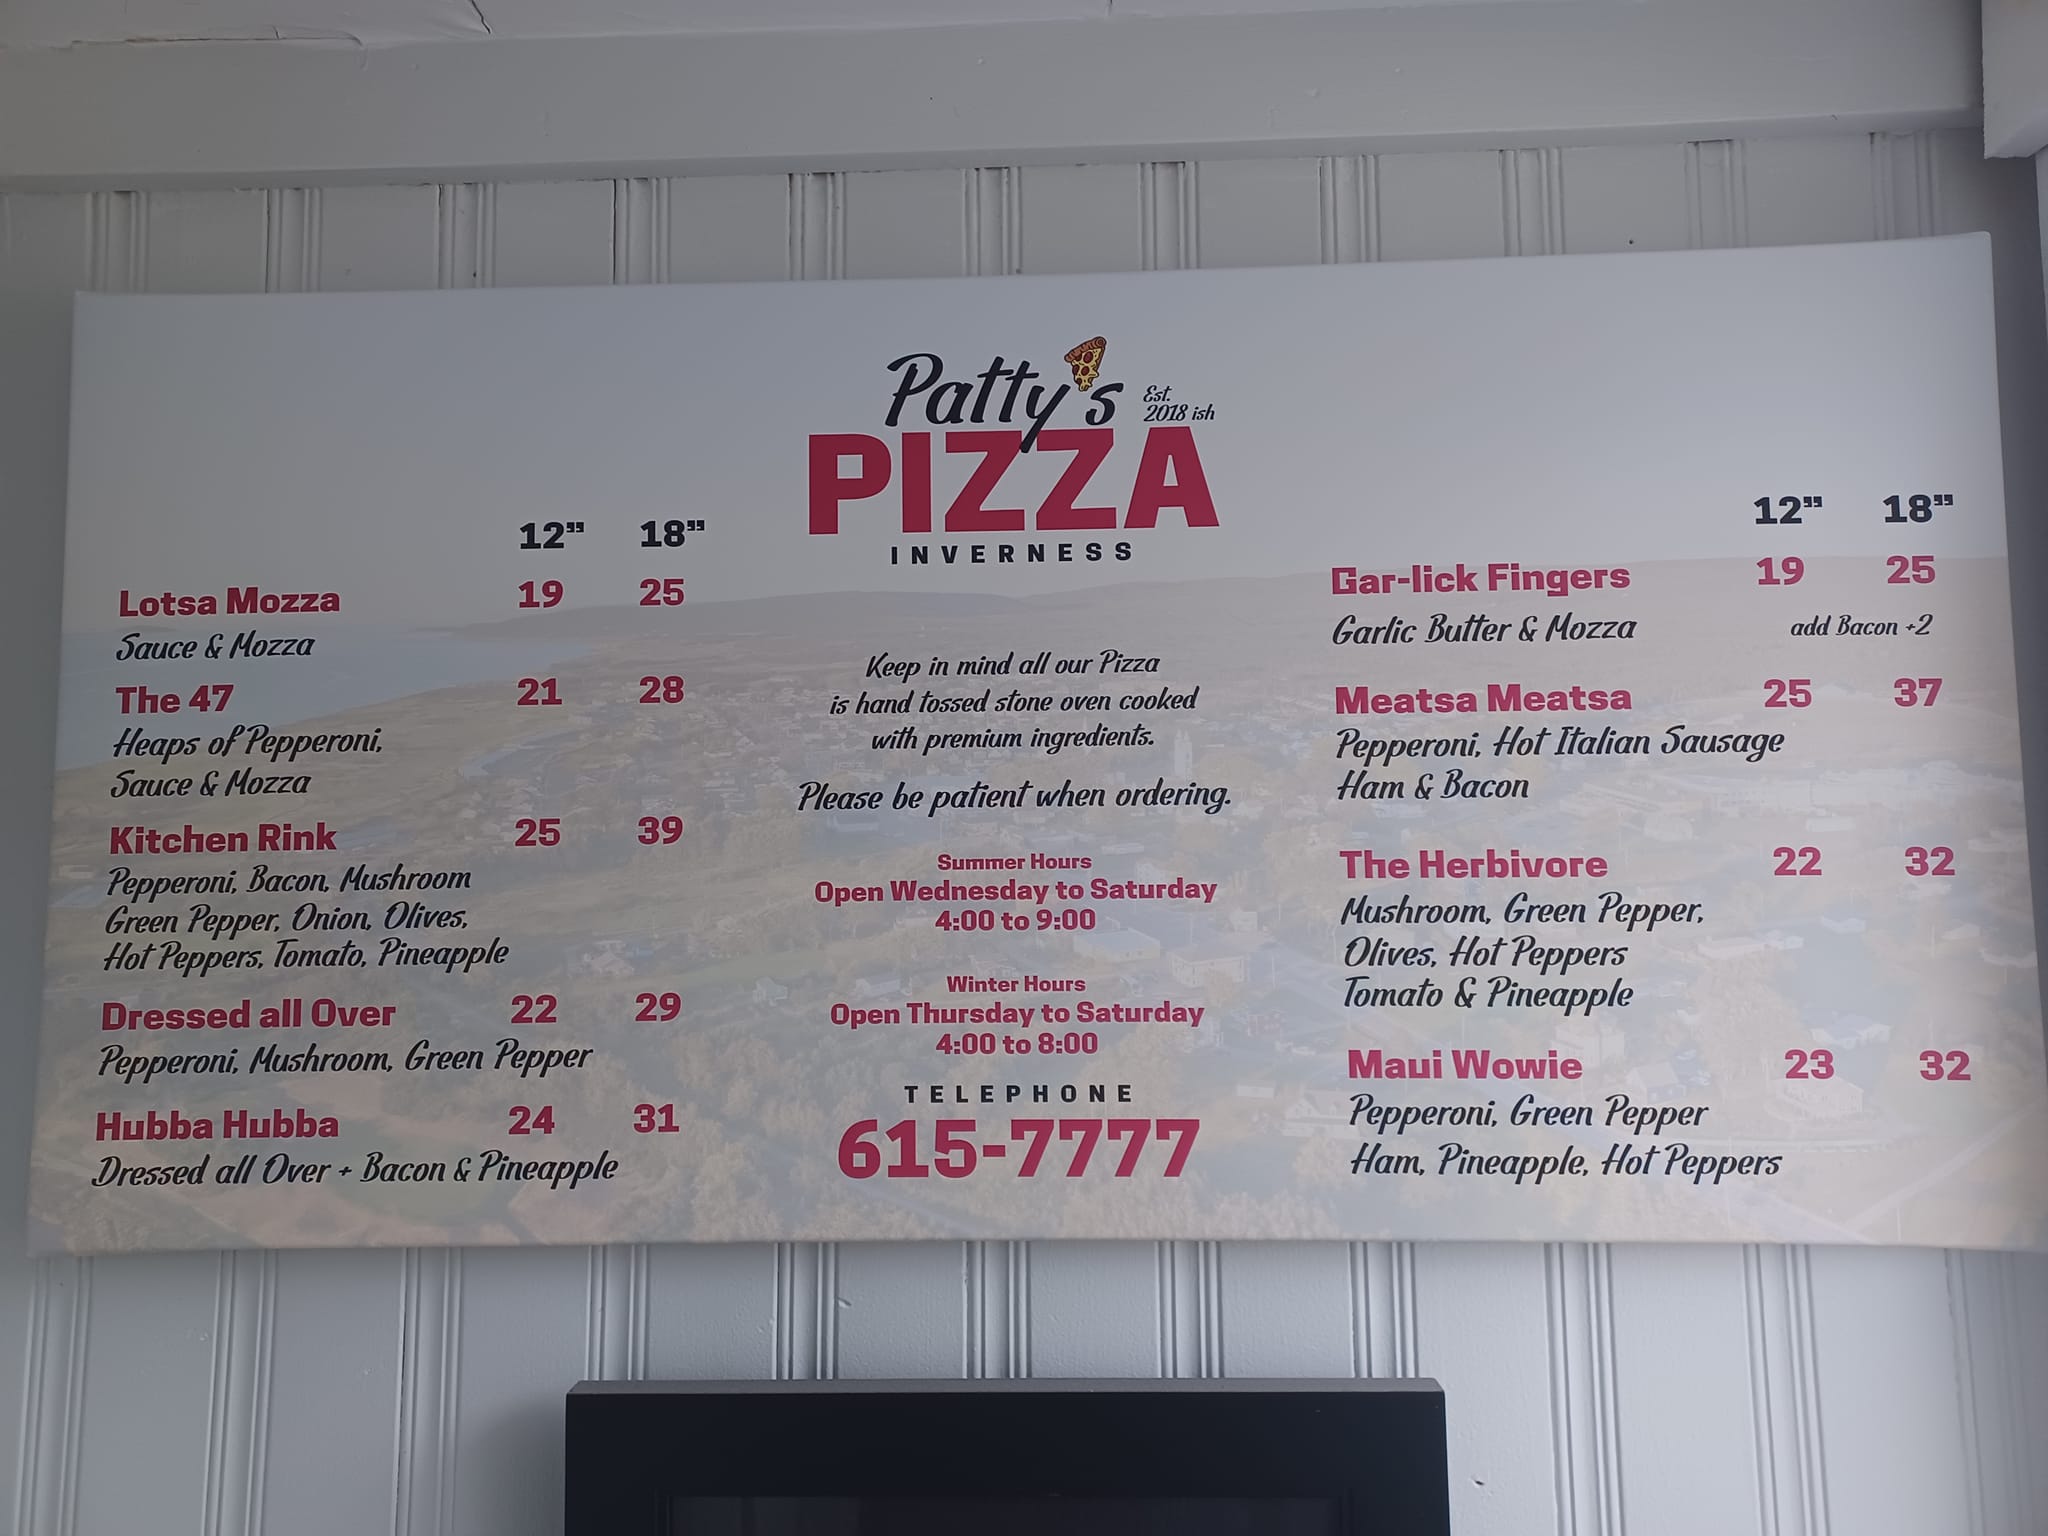 Patty's
Est.
2018 ish
PIZZA
INVERNESS
12” 18”
Lotsa Mozza 19 25
Sauce & Mozza
The 47 21 28
Heaps of Pepperoni,
Sauce & Mozza
Kitchen Rink 25 39
Pepperoni, Bacon, Mushroom
Green Pepper, Onion, Olives,
Hot Peppers, Tomato, Pineapple
Dressed all Over 22 29
Pepperoni, Mushroom, Green Pepper
Hubba Hubba 24 31
Dressed all Over + Bacon & Pineapple
Keep in mind all our Pizza
is hand tossed stone oven cooked
with premium ingredients.
Please be patient when ordering.
Summer Hours
Open Wednesday to Saturday
4:00 to 9:00
Winter Hours
Open Thursday to Saturday
4:00 to 8:00
TELEPHONE
615-7777
12” 18”
Gar-lick Fingers 19 25
Garlic Butter & Mozza add Bacon +2
Meatsa Meatsa 25 37
Pepperoni, Hot Italian Sausage
Ham & Bacon
The Herbivore 22 32
Mushroom, Green Pepper,
Olives, Hot Peppers
Tomato & Pineapple
Maui Wowie 23 32
Pepperoni, Green Pepper
Ham, Pineapple, Hot Peppers